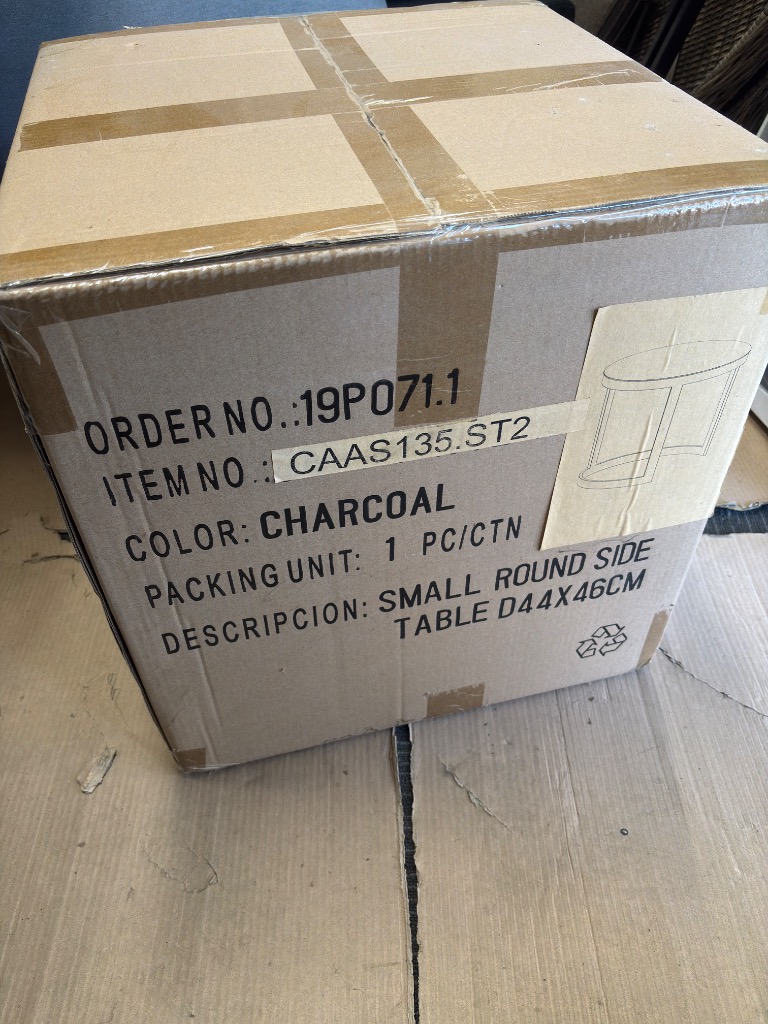 ORDER NO.:19P071.1
ITEM NO : CAAS135.ST2
COLOR: CHARCOAL
PACKING UNIT: 1 PC/CTN
DESCRIPCION: SMALL ROUND SIDE
TABLE D44X46CM